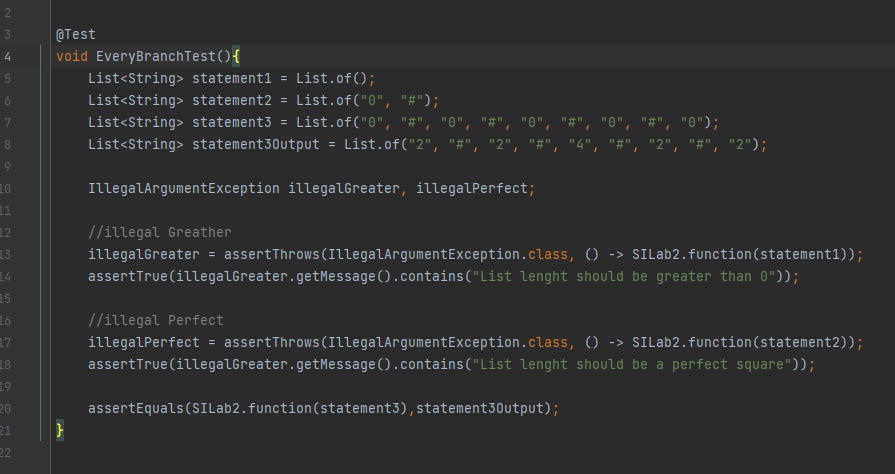 2
3 @Test
4 void EveryBranchTest(){
5 List<String> statement1 = List.of();
6 List<String> statement2 = List.of("0", "#");
7 List<String> statement3 = List.of("0", "#", "0", "#", "0", "#", "0", "#", "0");
8 List<String> statement3Output = List.of("2", "#", "2", "#", "4", "#", "2", "#", "2");
9
10 IllegalArgumentException illegalGreater, illegalPerfect;
11
12 //illegal Greather
13 illegalGreater = assertThrows(IllegalArgumentException.class, () -> SILab2.function(statement1));
14 assertTrue(illegalGreater.getMessage().contains("List lenght should be greater than 0"));
15
16 //illegal Perfect
17 illegalPerfect = assertThrows(IllegalArgumentException.class, () -> SILab2.function(statement2));
18 assertTrue(illegalGreater.getMessage().contains("List lenght should be a perfect square"));
19
20 assertEquals(SILab2.function(statement3),statement3Output);
21 }
22